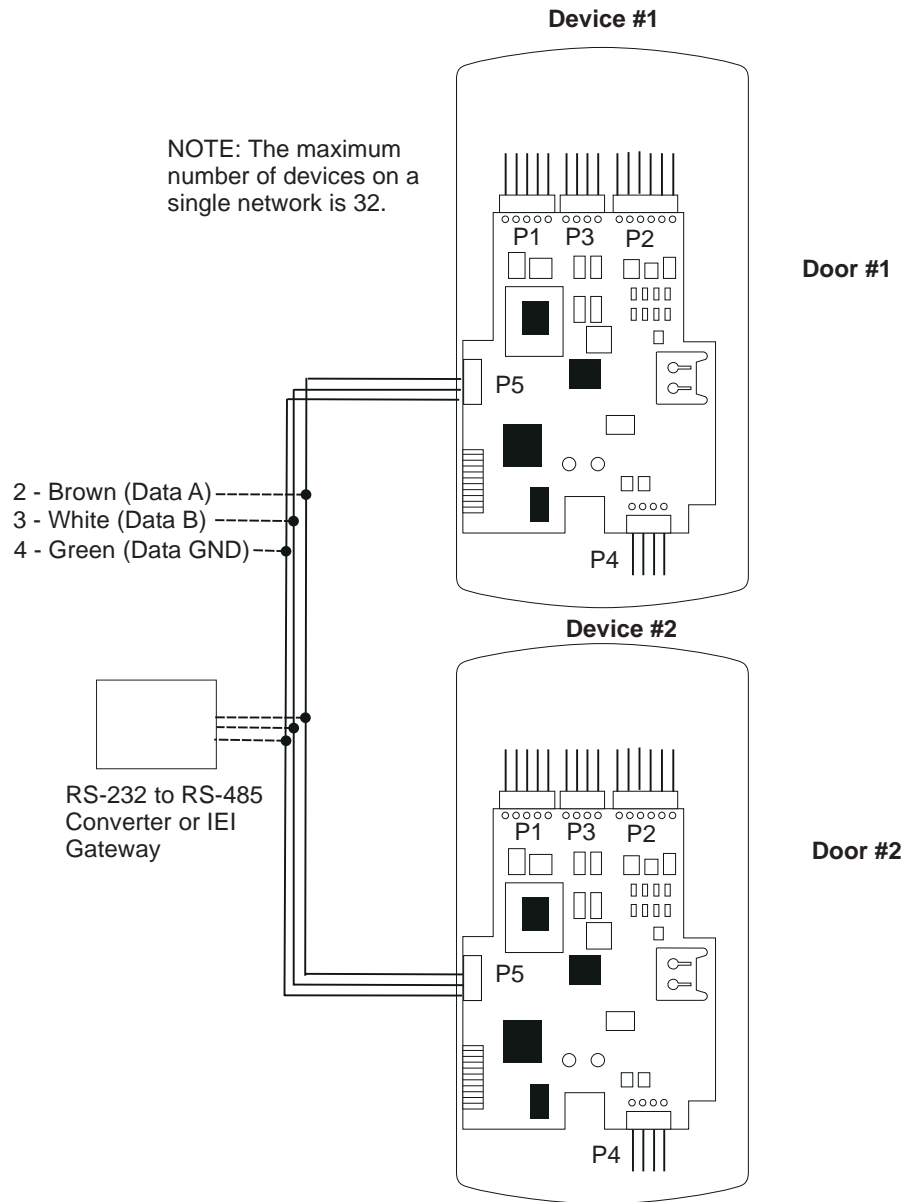 Device #1
NOTE: The maximum
number of devices on a
single network is 32.
P1 P3 P2
Door #1
P5
2 - Brown (Data A)
3 - White (Data B)
4 - Green (Data GND)
P4
Device #2
RS-232 to RS-485
Converter or IEI
Gateway
P1 P3 P2
Door #2
P5
P4